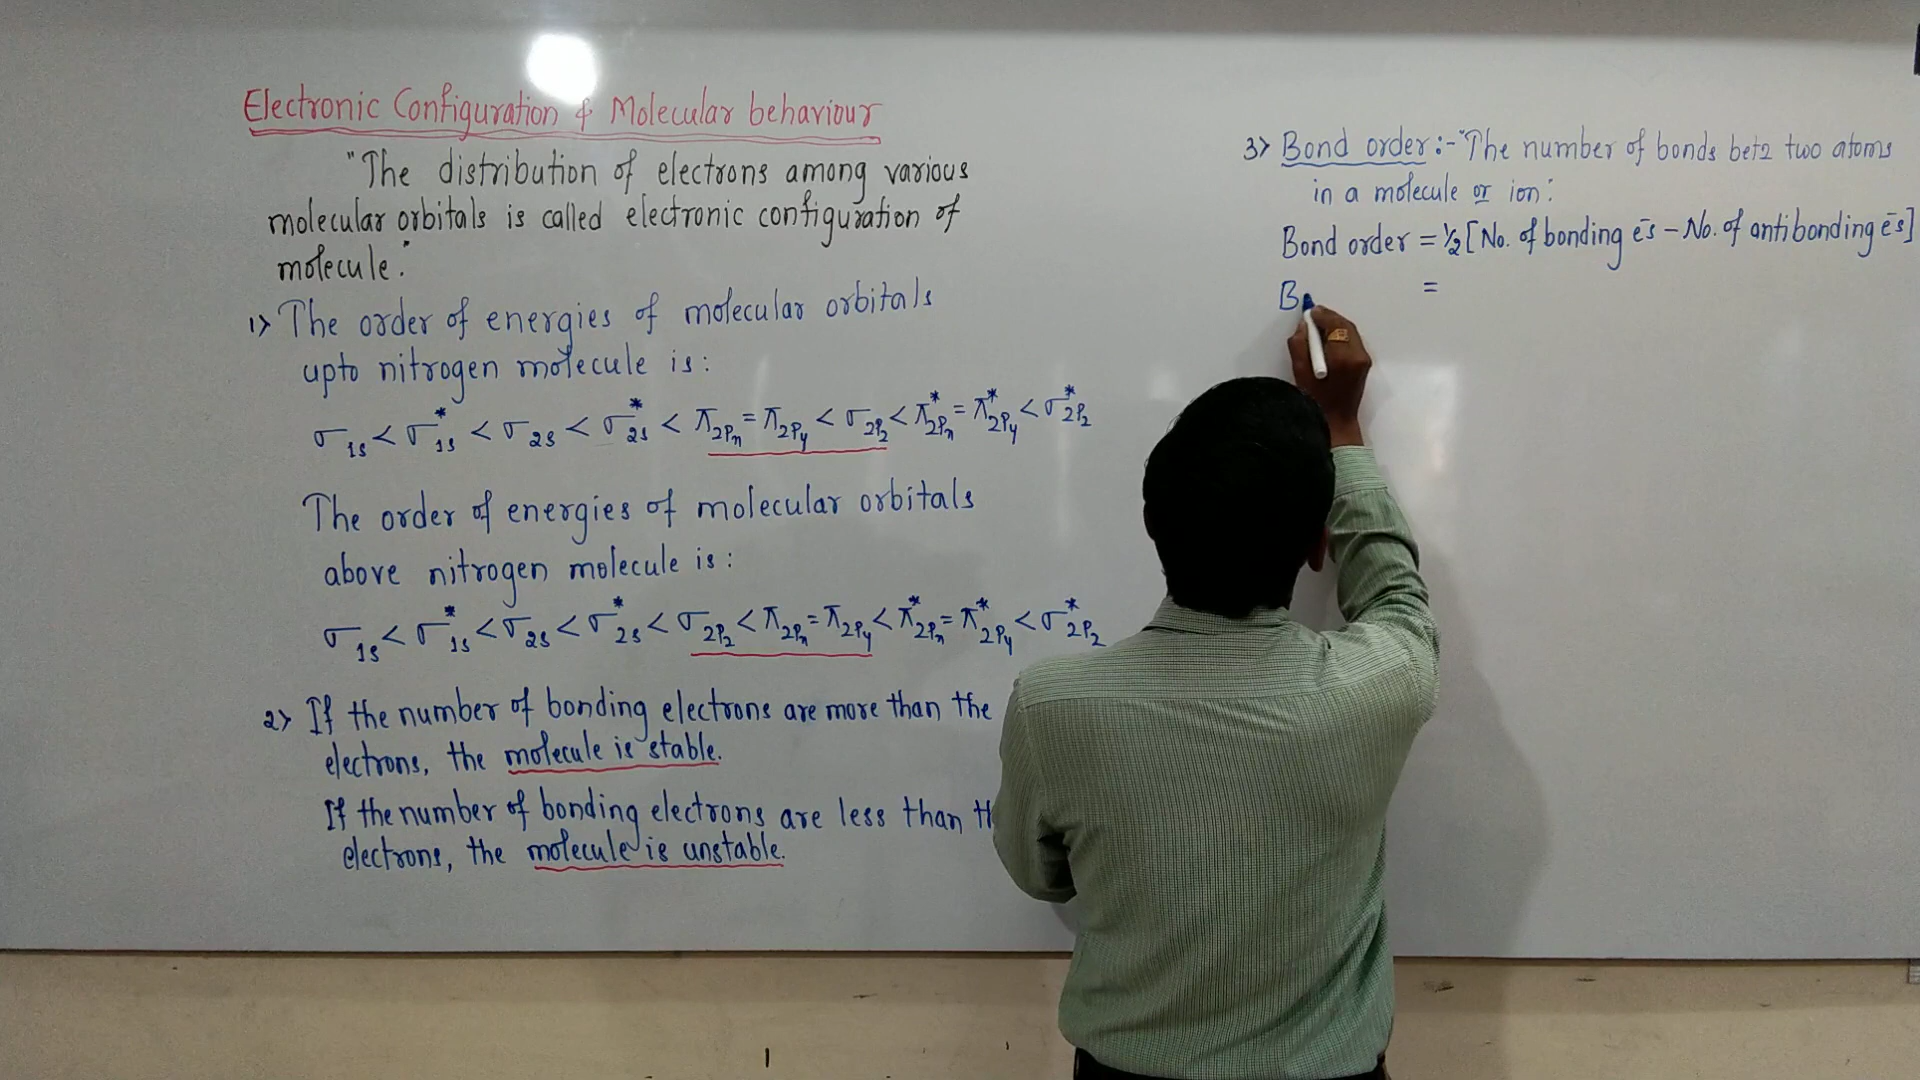 Electronic Configuration & Molecular behaviour
"The distribution of electrons among various
molecular orbitals is called electronic configuration of
molecule."
1> The order of energies of molecular orbitals
upto nitrogen molecule is:
σ1s < σ*1s < σ2s < σ*2s < π2px = π2py < σ2pz < π*2px = π*2py < σ*2pz
The order of energies of molecular orbitals
above nitrogen molecule is:
σ1s < σ*1s < σ2s < σ*2s < σ2pz < π2px = π2py < π*2px = π*2py < σ*2pz
2> If the number of bonding electrons are more than the
electrons, the molecule is stable.
If the number of bonding electrons are less than
electrons, the molecule is unstable.
3> Bond order:- "The number of bonds betz two atoms
in a molecule or ion:
Bond order = 1/2 [No. of bonding ēs - No. of antibonding ēs]
B =